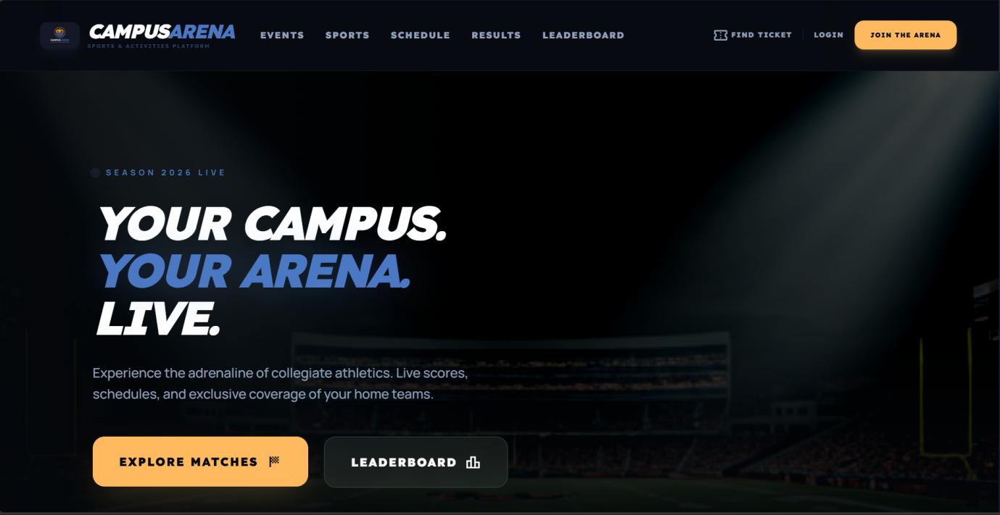 CAMPUSARENA
SPORTS & ACTIVITIES PLATFORM
EVENTS SPORTS SCHEDULE RESULTS LEADERBOARD
FIND TICKET LOGIN JOIN THE ARENA
SEASON 2026 LIVE
YOUR CAMPUS.
YOUR ARENA.
LIVE.
Experience the adrenaline of collegiate athletics. Live scores,
schedules, and exclusive coverage of your home teams.
EXPLORE MATCHES LEADERBOARD